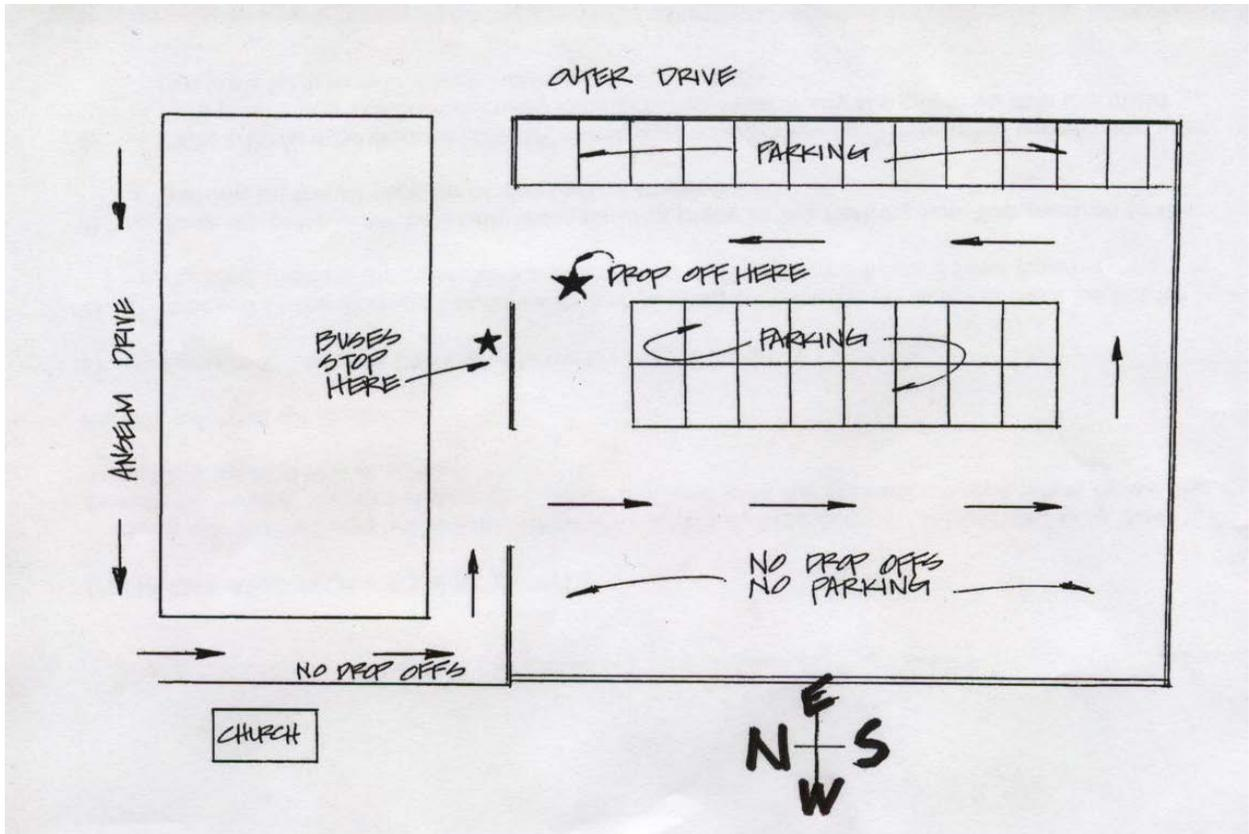 OUTER DRIVE
PARKING
DROP OFF HERE
BUSES
STOP
HERE
PARKING
ANSELM DRIVE
NO DROP OFFS
NO PARKING
NO DROP OFFS
CHURCH
E
N S
W